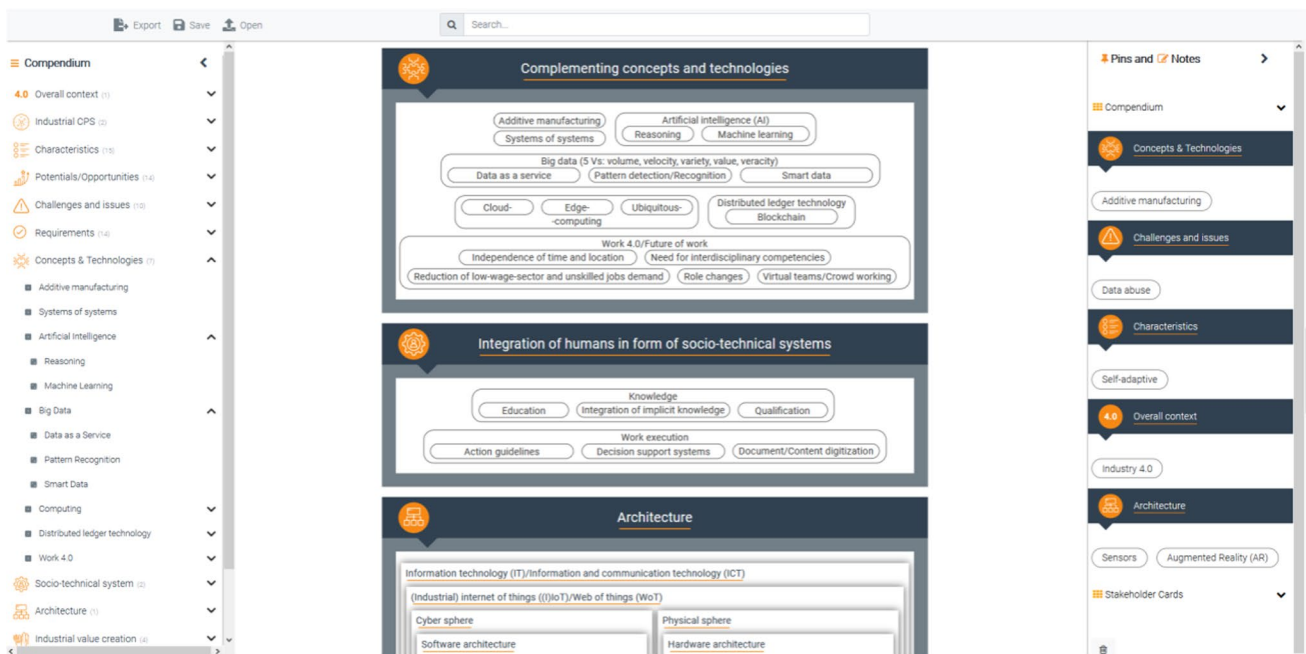 Export Save Open Search...
Compendium
4.0 Overall context (1)
Industrial CPS (2)
Characteristics (15)
Potentials/Opportunities (14)
Challenges and issues (10)
Requirements (14)
Concepts & Technologies (7)
Additive manufacturing
Systems of systems
Artificial Intelligence
Reasoning
Machine Learning
Big Data
Data as a Service
Pattern Recognition
Smart Data
Computing
Distributed ledger technology
Work 4.0
Socio-technical system (2)
Architecture (1)
Industrial value creation (4)
Complementing concepts and technologies
Additive manufacturing
Systems of systems
Artificial intelligence (AI)
Reasoning Machine learning
Big data (5 Vs: volume, velocity, variety, value, veracity)
Data as a service Pattern detection/Recognition Smart data
Cloud- Edge- Ubiquitous-
-computing
Distributed ledger technology
Blockchain
Work 4.0/Future of work
Independence of time and location Need for interdisciplinary competencies
Reduction of low-wage-sector and unskilled jobs demand Role changes Virtual teams/Crowd working
Integration of humans in form of socio-technical systems
Knowledge
Education Integration of implicit knowledge Qualification
Work execution
Action guidelines Decision support systems Document/Content digitization
Architecture
Information technology (IT)/Information and communication technology (ICT)
(Industrial) internet of things ((I)IoT)/Web of things (WoT)
Cyber sphere Physical sphere
Software architecture Hardware architecture
Pins and Notes
Compendium
Concepts & Technologies
Additive manufacturing
Challenges and issues
Data abuse
Characteristics
Self-adaptive
4.0 Overall context
Industry 4.0
Architecture
Sensors Augmented Reality (AR)
Stakeholder Cards